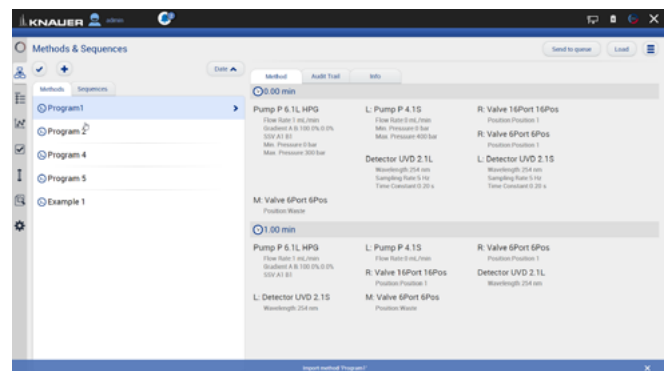 KNAUER admin
Methods & Sequences
Send to queue Load
Date
Methods Sequences
Program1
Program 2
Program 4
Program 5
Example 1
Method Audit Trail Info
0.00 min
Pump P 6.1L HPG
Flow Rate:1 mL/min
Gradient A B:100.0% 0.0%
SSV:A1 B1
Min. Pressure:0 bar
Max. Pressure:300 bar
L: Pump P 4.1S
Flow Rate:0 mL/min
Min. Pressure:0 bar
Max. Pressure:400 bar
R: Valve 16Port 16Pos
Position:Position 1
R: Valve 6Port 6Pos
Position:Position 1
Detector UVD 2.1L
Wavelength:254 nm
Sampling Rate:5 Hz
Time Constant:0.20 s
L: Detector UVD 2.1S
Wavelength:254 nm
Sampling Rate:5 Hz
Time Constant:0.20 s
M: Valve 6Port 6Pos
Position:Waste
1.00 min
Pump P 6.1L HPG
Flow Rate:1 mL/min
Gradient A B:100.0% 0.0%
SSV:A1 B1
L: Pump P 4.1S
Flow Rate:0 mL/min
R: Valve 6Port 6Pos
Position:Position 1
R: Valve 16Port 16Pos
Position:Position 1
Detector UVD 2.1L
Wavelength:254 nm
L: Detector UVD 2.1S
Wavelength:254 nm
M: Valve 6Port 6Pos
Position:Waste
Import method "Program1"